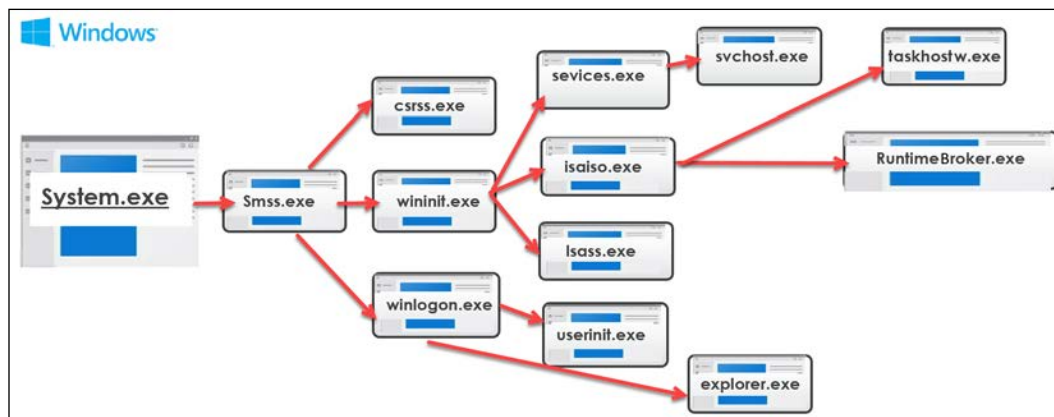 Windows
sevices.exe
svchost.exe
taskhostw.exe
csrss.exe
System.exe
Smss.exe
wininit.exe
isaiso.exe
RuntimeBroker.exe
lsass.exe
winlogon.exe
userinit.exe
explorer.exe